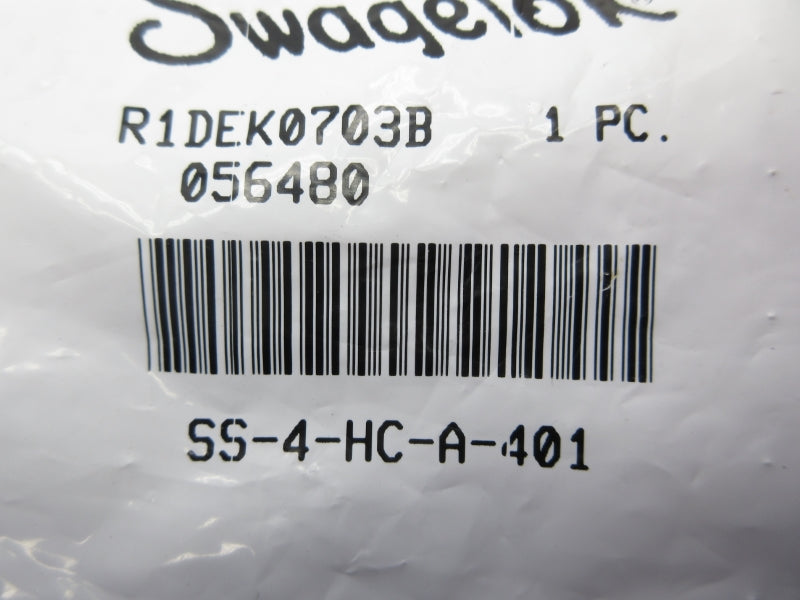 Swagelok
R1DEK0703B 1 PC.
056480
SS-4-HC-A-401